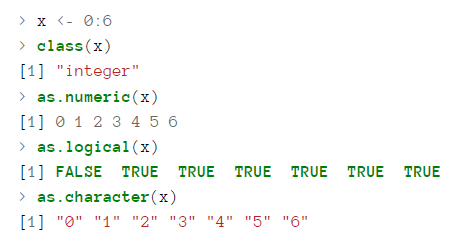 > x <- 0:6
> class(x)
[1] "integer"
> as.numeric(x)
[1] 0 1 2 3 4 5 6
> as.logical(x)
[1] FALSE  TRUE  TRUE  TRUE  TRUE  TRUE  TRUE
> as.character(x)
[1] "0" "1" "2" "3" "4" "5" "6"